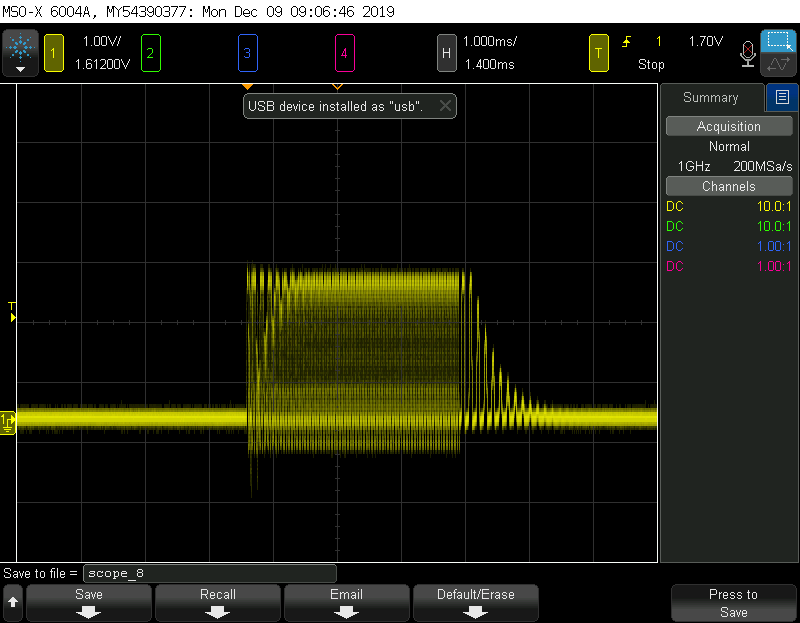 MSO-X 6004A, MY54390377: Mon Dec 09 09:06:46 2019
1 1.00V/ 1.61200V 2 3 4 H 1.000ms/ 1.400ms T 1 1.70V Stop
USB device installed as "usb".
Summary
Acquisition
Normal
1GHz 200MSa/s
Channels
DC 10.0:1
DC 10.0:1
DC 1.00:1
DC 1.00:1
T
1
Save to file = scope_8
Save Recall Email Default/Erase Press to Save